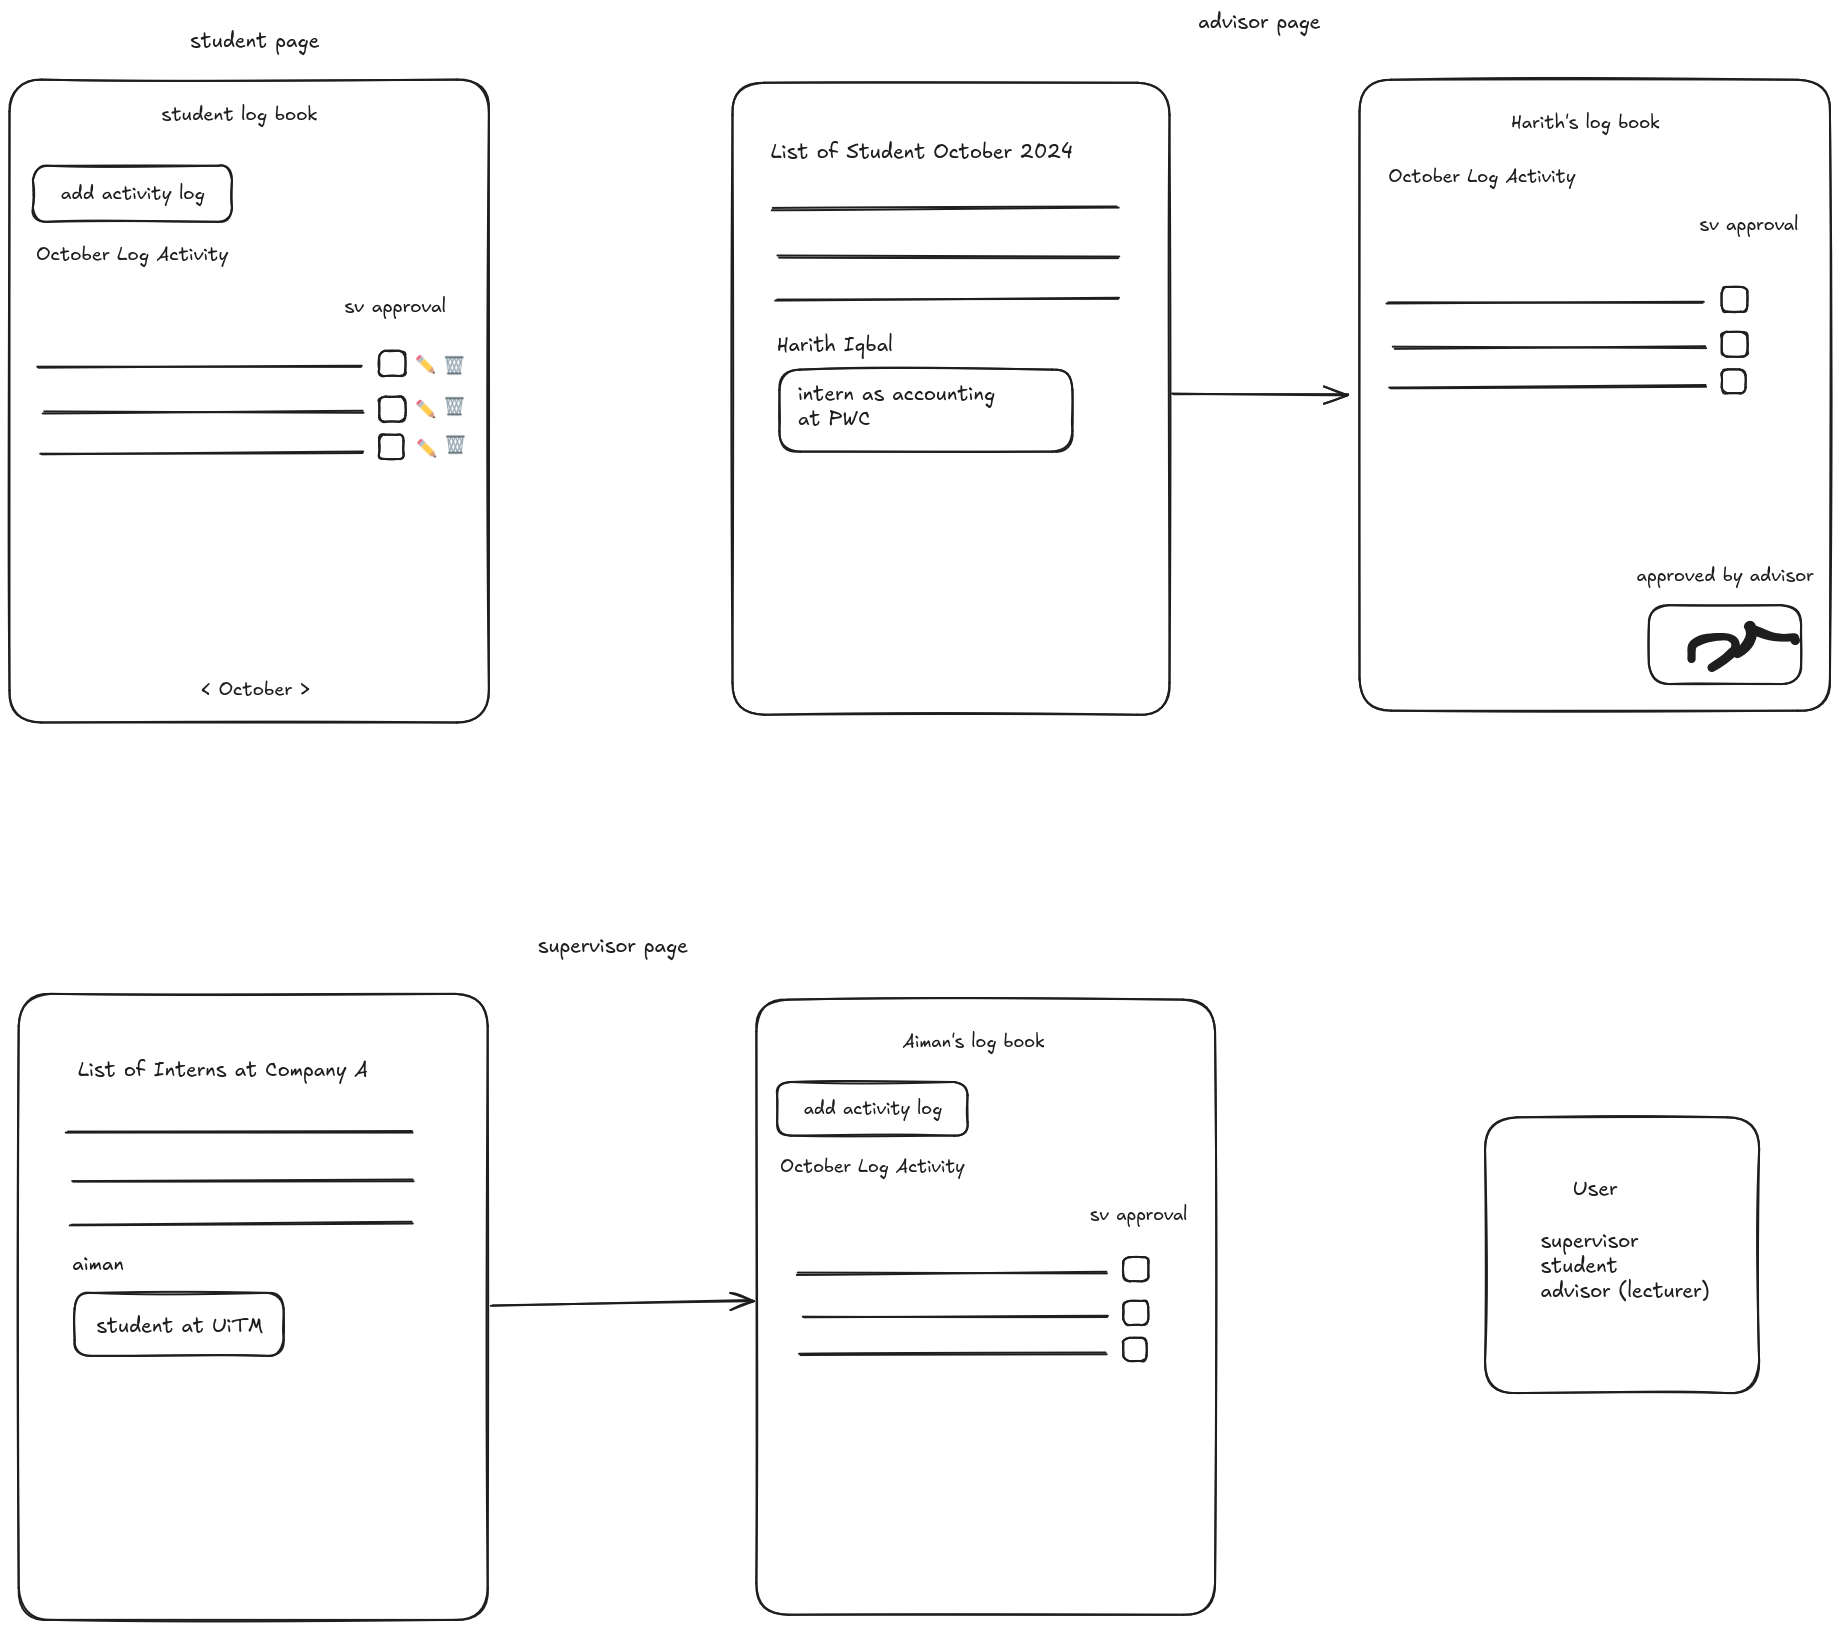 student page
student log book
add activity log
October Log Activity
sv approval
< October >
advisor page
List of Student October 2024
Harith Iqbal
intern as accounting
at PWC
Harith's log book
October Log Activity
sv approval
approved by advisor
supervisor page
List of Interns at Company A
aiman
student at UiTM
Aiman's log book
add activity log
October Log Activity
sv approval
User
supervisor
student
advisor (lecturer)